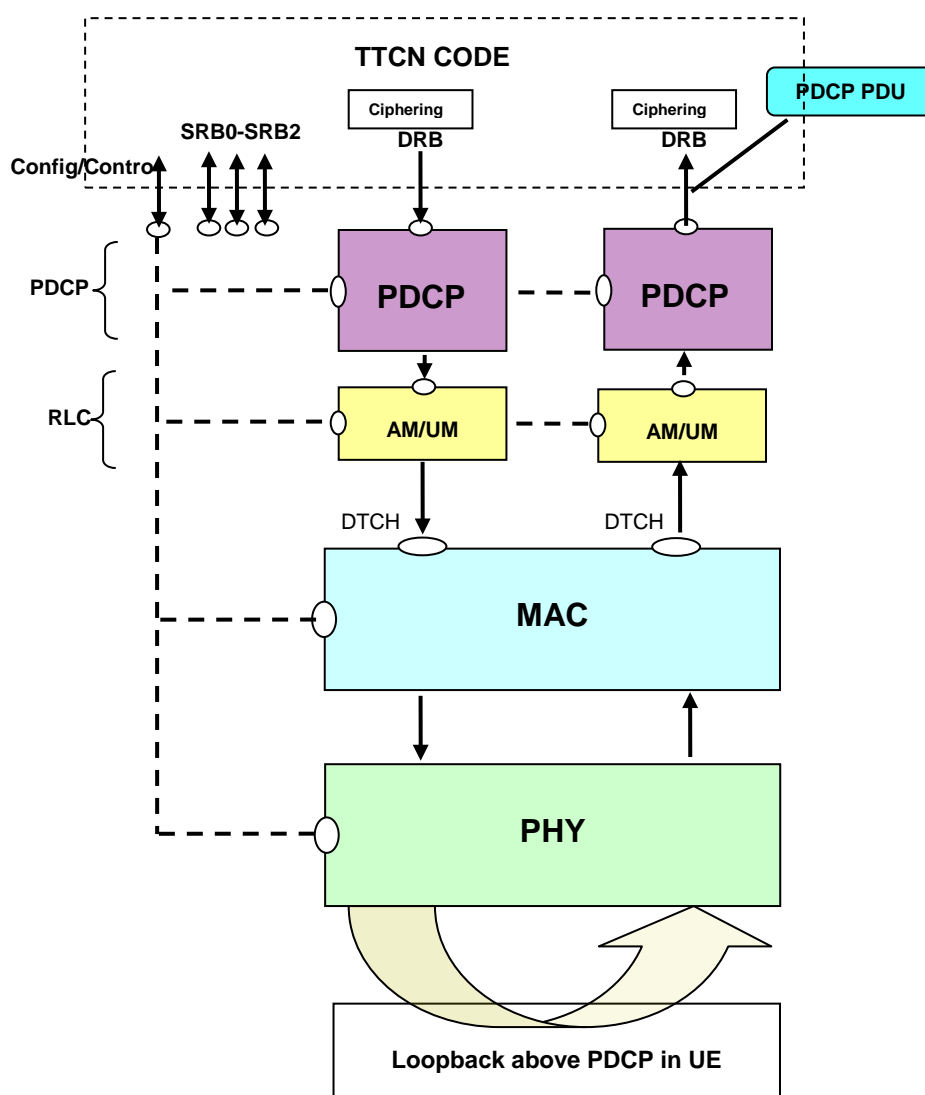 TTCN CODE
PDCP PDU
Ciphering
Ciphering
SRB0-SRB2
DRB
DRB
Config/Contro
PDCP
PDCP
PDCP
RLC
AM/UM
AM/UM
DTCH
DTCH
MAC
PHY
Loopback above PDCP in UE